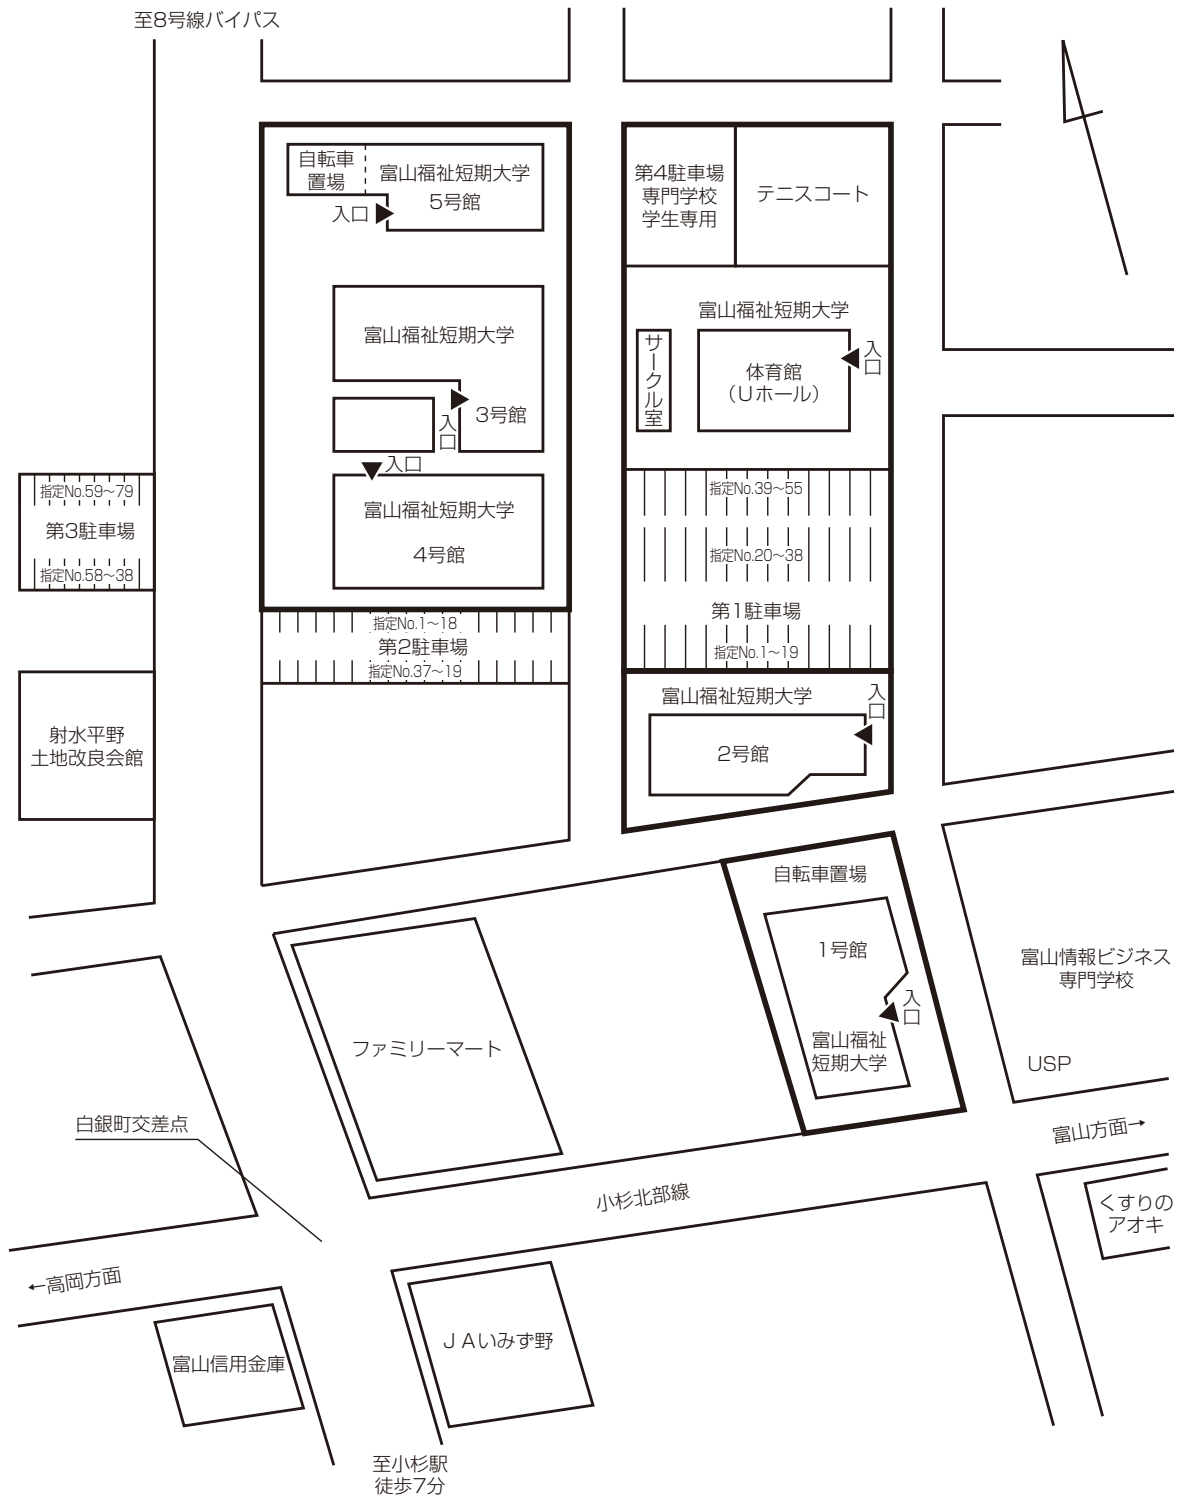 至8号線バイパス
自転車
置場
富山福祉短期大学
5号館
入口
第4駐車場
専門学校
学生専用
テニスコート
富山福祉短期大学
3号館
入口
富山福祉短期大学
サークル室
体育館
（Uホール）
入口
入口
富山福祉短期大学
4号館
指定No.59～79
第3駐車場
指定No.58～38
指定No.39～55
指定No.20～38
第1駐車場
指定No.1～19
指定No.1～18
第2駐車場
指定No.37～19
射水平野
土地改良会館
富山福祉短期大学
入口
2号館
自転車置場
1号館
入口
富山福祉
短期大学
富山情報ビジネス
専門学校
USP
ファミリーマート
白銀町交差点
富山方面→
小杉北部線
くすりの
アオキ
←高岡方面
富山信用金庫
ＪＡいみず野
至小杉駅
徒歩7分